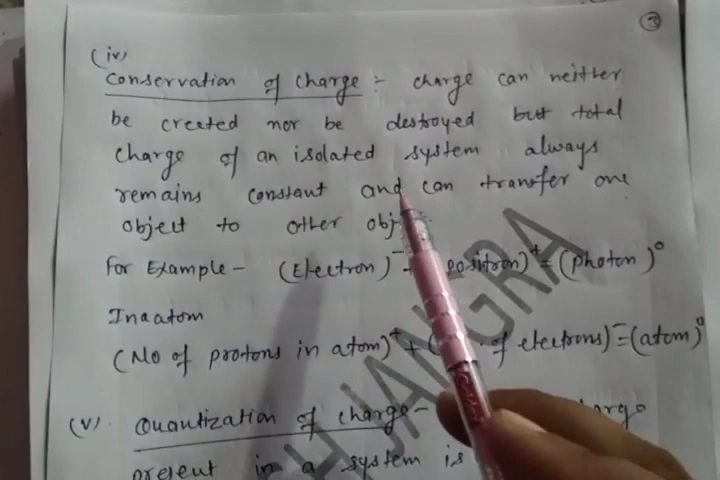 3
(iv)
Conservation of charge :- charge can neither
be created nor be destroyed but total
charge of an isolated system always
remains constant and can transfer one
object to other obj
For Example - (Electron)⁻ positron)⁺ = (photon)⁰
In a atom
(No of protons in atom)⁺ + ( of electrons)⁻ = (atom)⁰
(v) Quantization of charge -
present in a system is
JANGRA